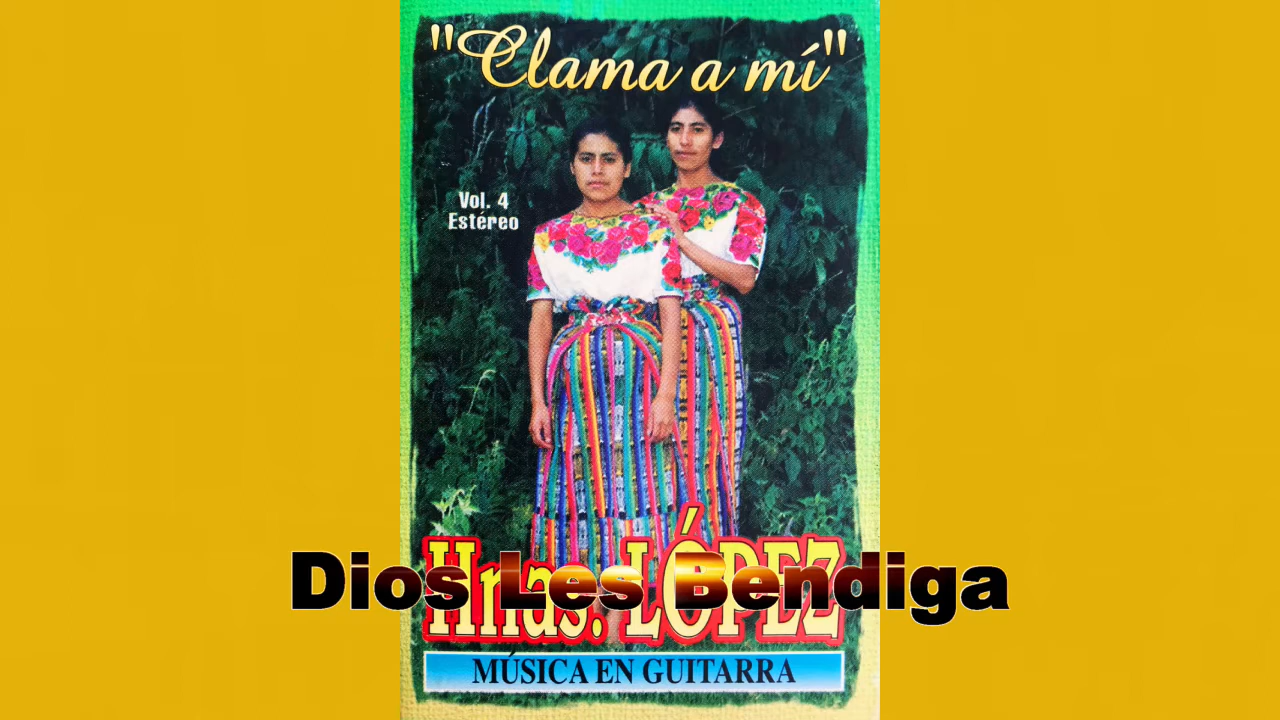 "Clama a mí"
Vol. 4
Estéreo
Hnas. LÓPEZ
Dios Les Bendiga
MÚSICA EN GUITARRA